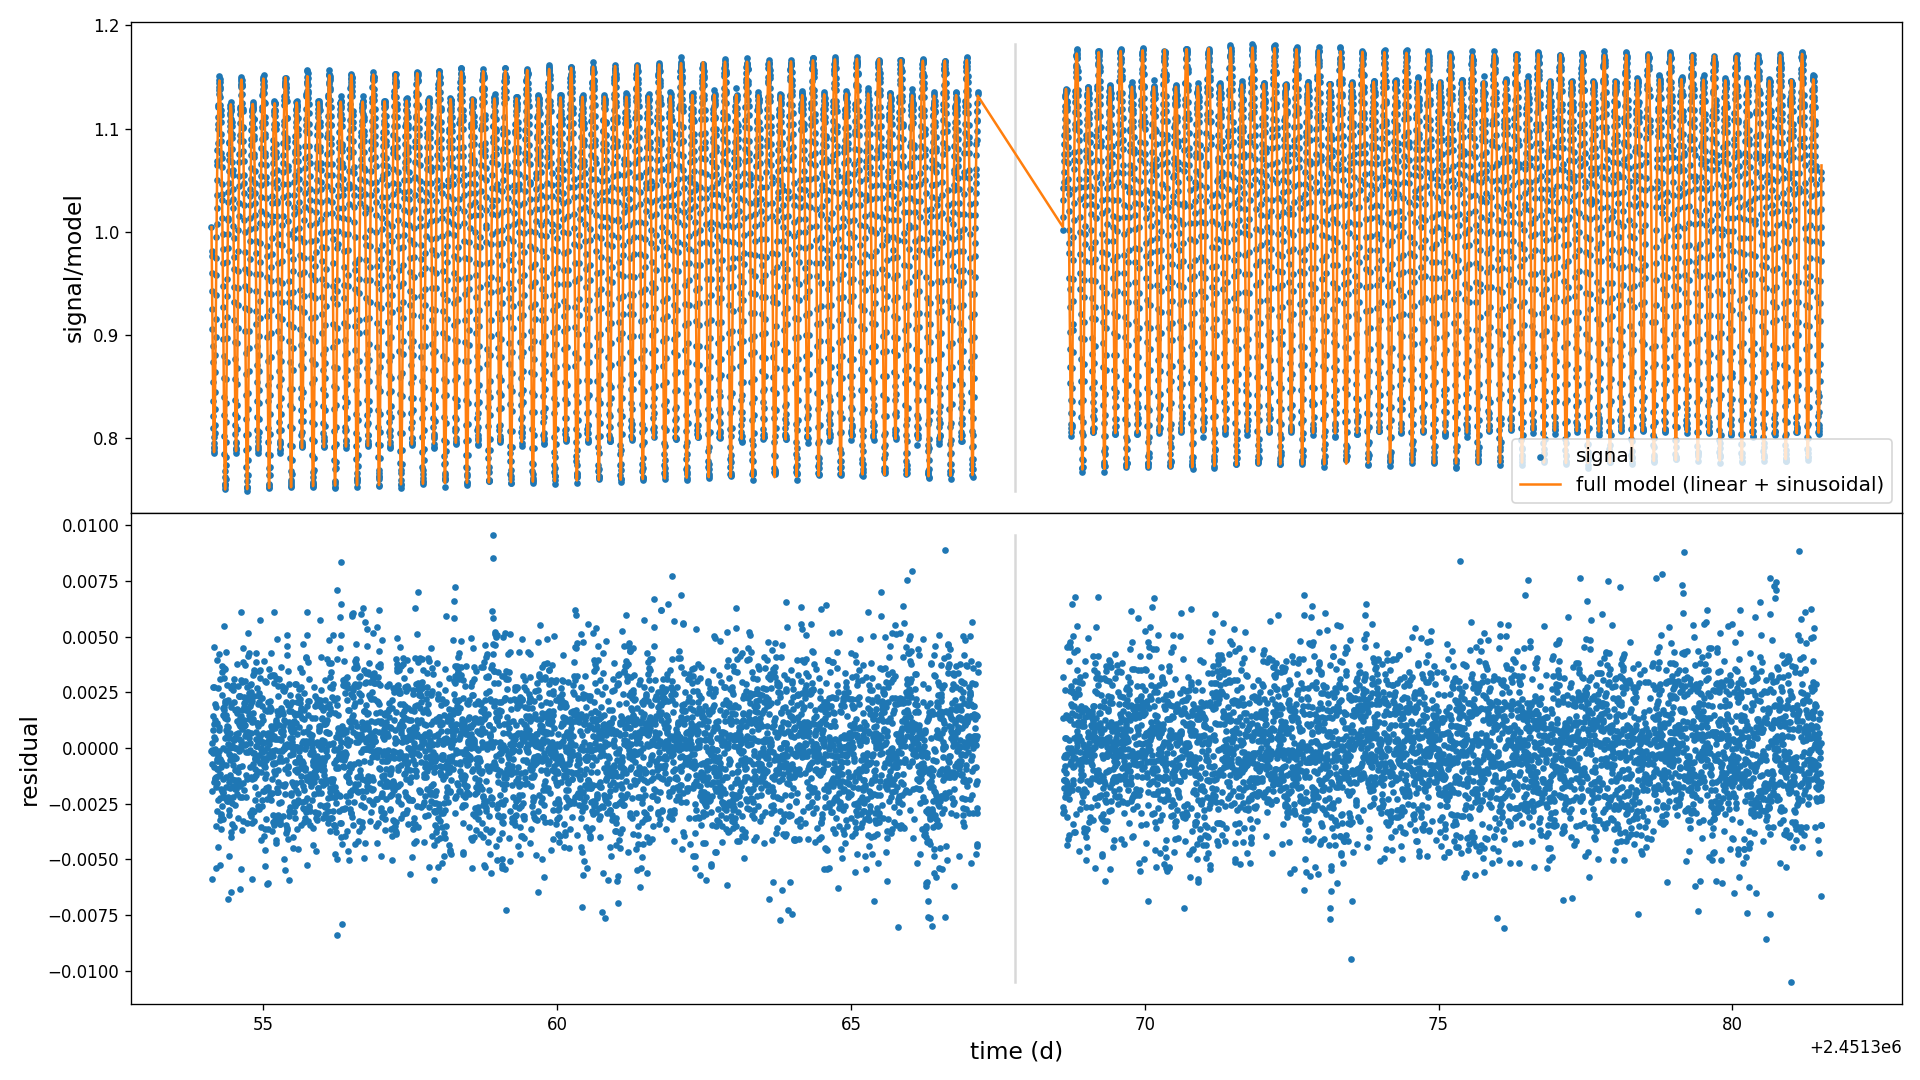 1.2
1.1
1.0
0.9
0.8
signal/model
signal
full model (linear + sinusoidal)
0.0100
0.0075
0.0050
0.0025
0.0000
−0.0025
−0.0050
−0.0075
−0.0100
residual
55 60 65 70 75 80
time (d)
+2.4513e6